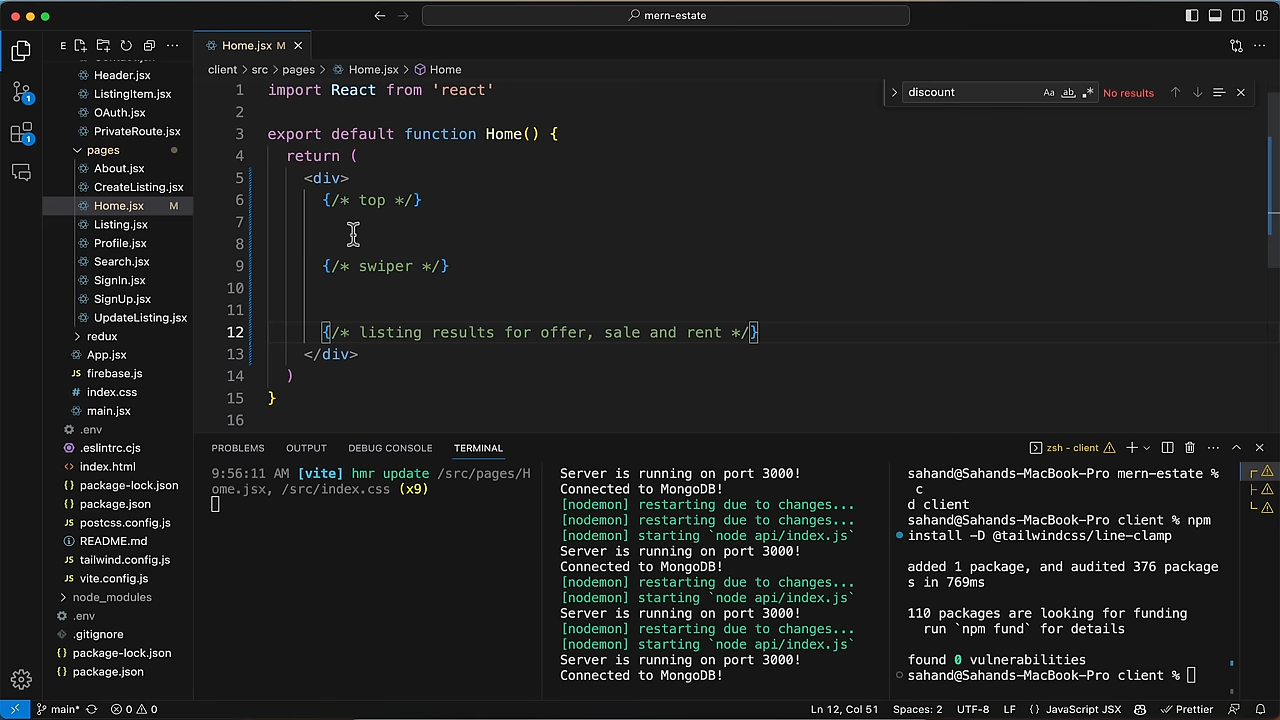 mern-estate
E
Home.jsx M
client > src > pages > Home.jsx > Home
discount
Aa
ab
No results
Header.jsx
ListingItem.jsx
OAuth.jsx
PrivateRoute.jsx
pages
About.jsx
CreateListing.jsx
Home.jsx M
Listing.jsx
Profile.jsx
Search.jsx
SignIn.jsx
SignUp.jsx
UpdateListing.jsx
redux
App.jsx
JS firebase.js
# index.css
main.jsx
.env
.eslintrc.cjs
<> index.html
{} package-lock.json
{} package.json
JS postcss.config.js
README.md
JS tailwind.config.js
JS vite.config.js
node_modules
.env
.gitignore
{} package-lock.json
{} package.json
1
1
1 import React from 'react'
2
3 export default function Home() {
4 return (
5 <div>
6 {/* top */}
7
8
9 {/* swiper */}
10
11
12 {/* listing results for offer, sale and rent */}
13 </div>
14 )
15 }
16
PROBLEMS OUTPUT DEBUG CONSOLE TERMINAL
zsh - client
9:56:11 AM [vite] hmr update /src/pages/H
ome.jsx, /src/index.css (x9)
Server is running on port 3000!
Connected to MongoDB!
[nodemon] restarting due to changes...
[nodemon] restarting due to changes...
[nodemon] starting `node api/index.js`
Server is running on port 3000!
Connected to MongoDB!
[nodemon] restarting due to changes...
[nodemon] starting `node api/index.js`
Server is running on port 3000!
[nodemon] restarting due to changes...
[nodemon] starting `node api/index.js`
Server is running on port 3000!
Connected to MongoDB!
sahand@Sahands-MacBook-Pro mern-estate %
c
d client
sahand@Sahands-MacBook-Pro client % npm
install -D @tailwindcss/line-clamp
added 1 package, and audited 376 package
s in 769ms
110 packages are looking for funding
run `npm fund` for details
found 0 vulnerabilities
sahand@Sahands-MacBook-Pro client %
main* 0 0 Ln 12, Col 51 Spaces: 2 UTF-8 LF {} JavaScript JSX Prettier